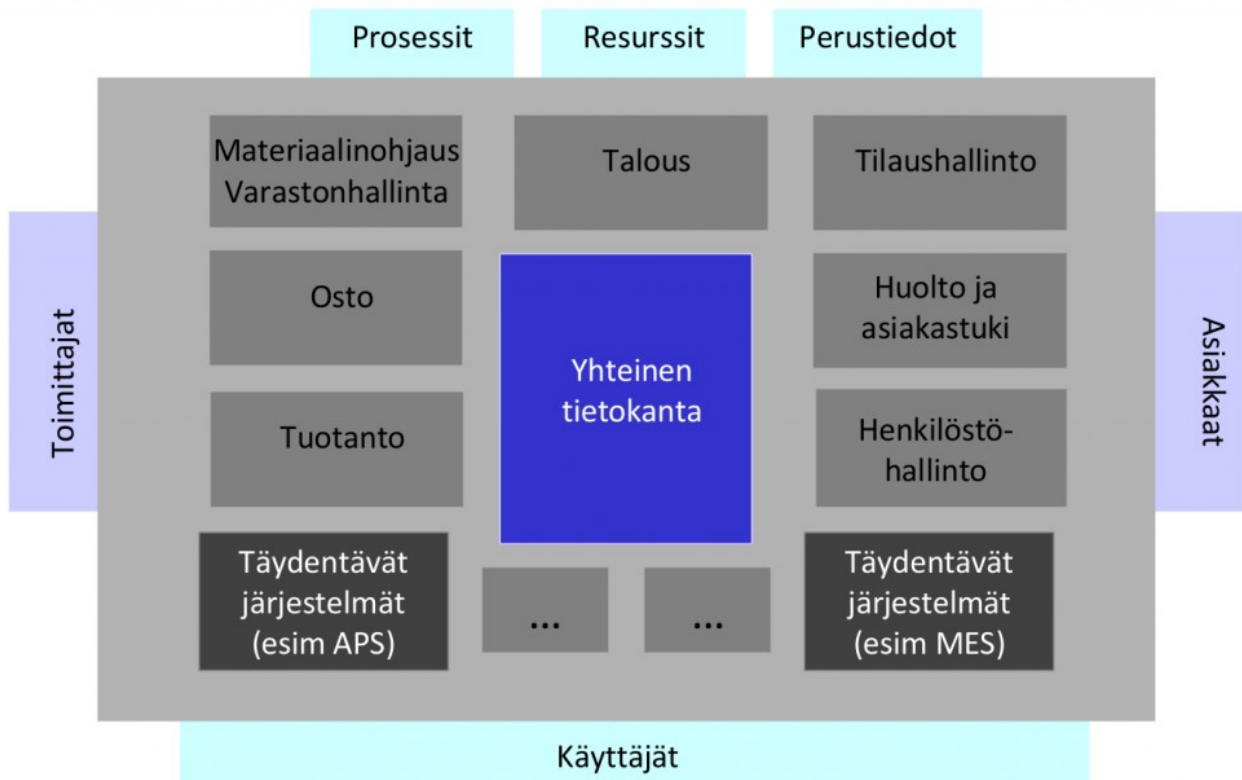 Prosessit
Resurssit
Perustiedot
Materiaalinohjaus
Varastonhallinta
Talous
Tilaushallinto
Toimittajat
Osto
Yhteinen
tietokanta
Huolto ja
asiakastuki
Asiakkaat
Tuotanto
Henkilöstö-
hallinto
Täydentävät
järjestelmät
(esim APS)
...
...
Täydentävät
järjestelmät
(esim MES)
Käyttäjät